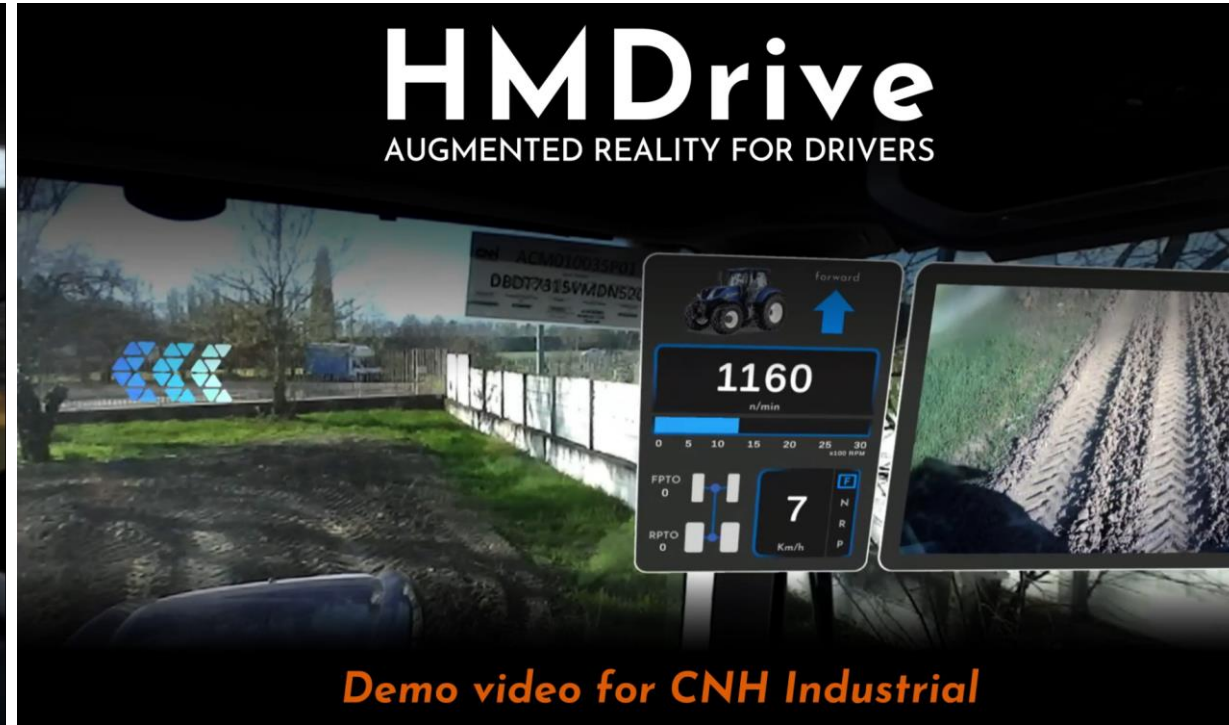 HMDrive
AUGMENTED REALITY FOR DRIVERS
ACM010035P01
forward
1160
n/min
0 5 10 15 20 25 30
x100 RPM
FPTO
0
RPTO
0
7
Km/h
F
N
R
P
Demo video for CNH Industrial